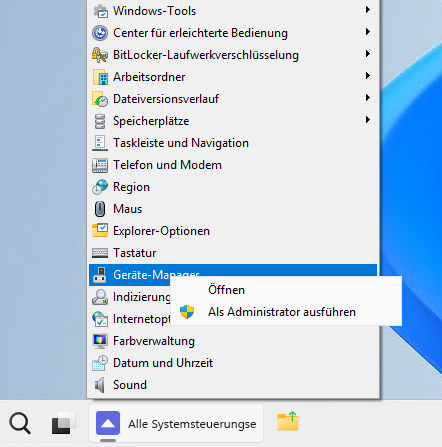 Windows-Tools
Center für erleichterte Bedienung
BitLocker-Laufwerkverschlüsselung
Arbeitsordner
Dateiversionsverlauf
Speicherplätze
Taskleiste und Navigation
Telefon und Modem
Region
Maus
Explorer-Optionen
Tastatur
Geräte-Manager
Öffnen
Indizierung
Als Administrator ausführen
Internetopt
Farbverwaltung
Datum und Uhrzeit
Sound
Alle Systemsteuerungse